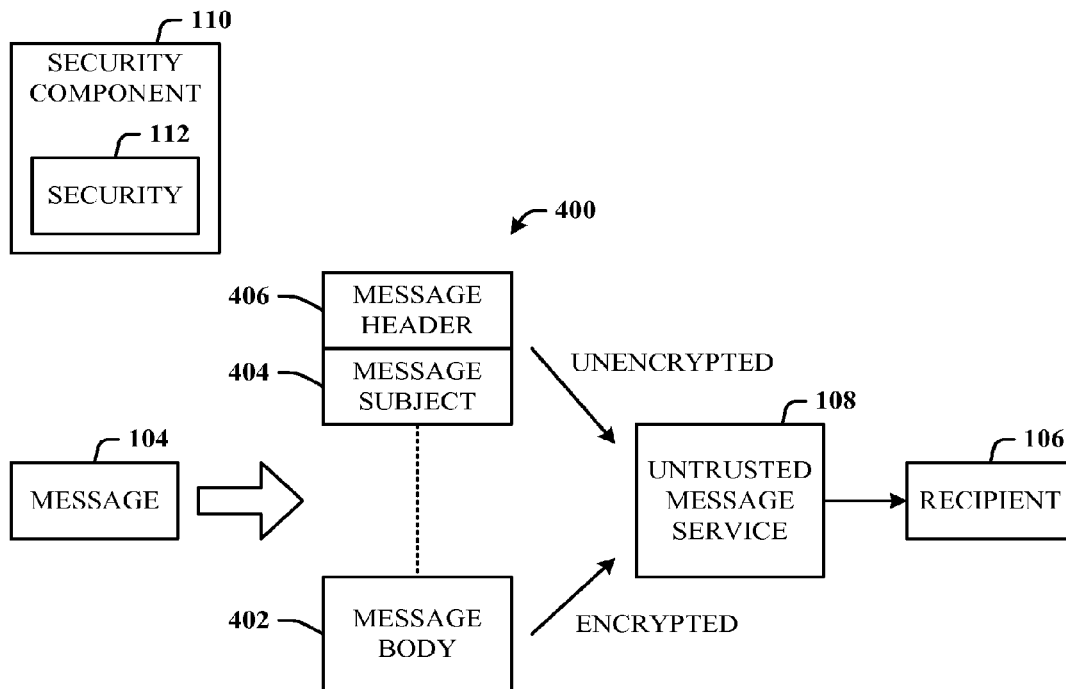 110
SECURITY
COMPONENT
112
SECURITY
400
406
MESSAGE
HEADER
404
MESSAGE
SUBJECT
UNENCRYPTED
104
MESSAGE
108
UNTRUSTED
MESSAGE
SERVICE
106
RECIPIENT
402
MESSAGE
BODY
ENCRYPTED